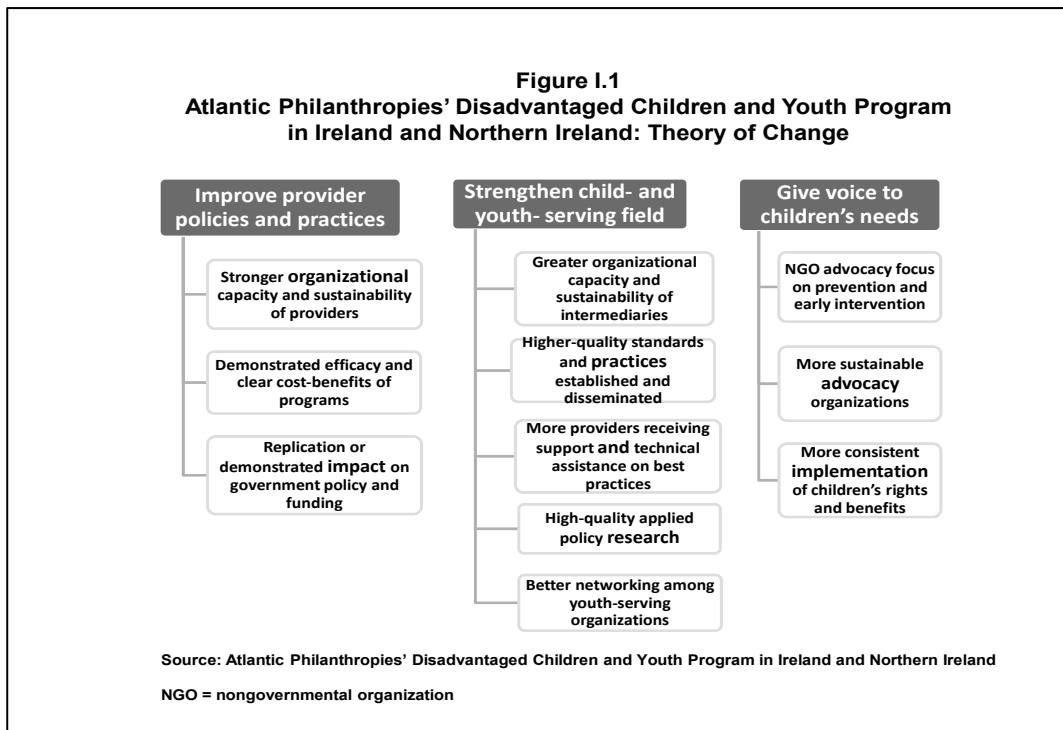 Figure I.1
Atlantic Philanthropies’ Disadvantaged Children and Youth Program
in Ireland and Northern Ireland: Theory of Change
Improve provider
policies and practices
Stronger organizational
capacity and sustainability
of providers
Demonstrated efficacy and
clear cost-benefits of
programs
Replication or
demonstrated impact on
government policy and
funding
Strengthen child- and
youth- serving field
Greater organizational
capacity and
sustainability of
intermediaries
Higher-quality standards
and practices
established and
disseminated
More providers receiving
support and technical
assistance on best
practices
High-quality applied
policy research
Better networking among
youth-serving
organizations
Give voice to
children’s needs
NGO advocacy focus
on prevention and
early intervention
More sustainable
advocacy
organizations
More consistent
implementation
of children’s rights
and benefits
Source: Atlantic Philanthropies’ Disadvantaged Children and Youth Program in Ireland and Northern Ireland
NGO = nongovernmental organization